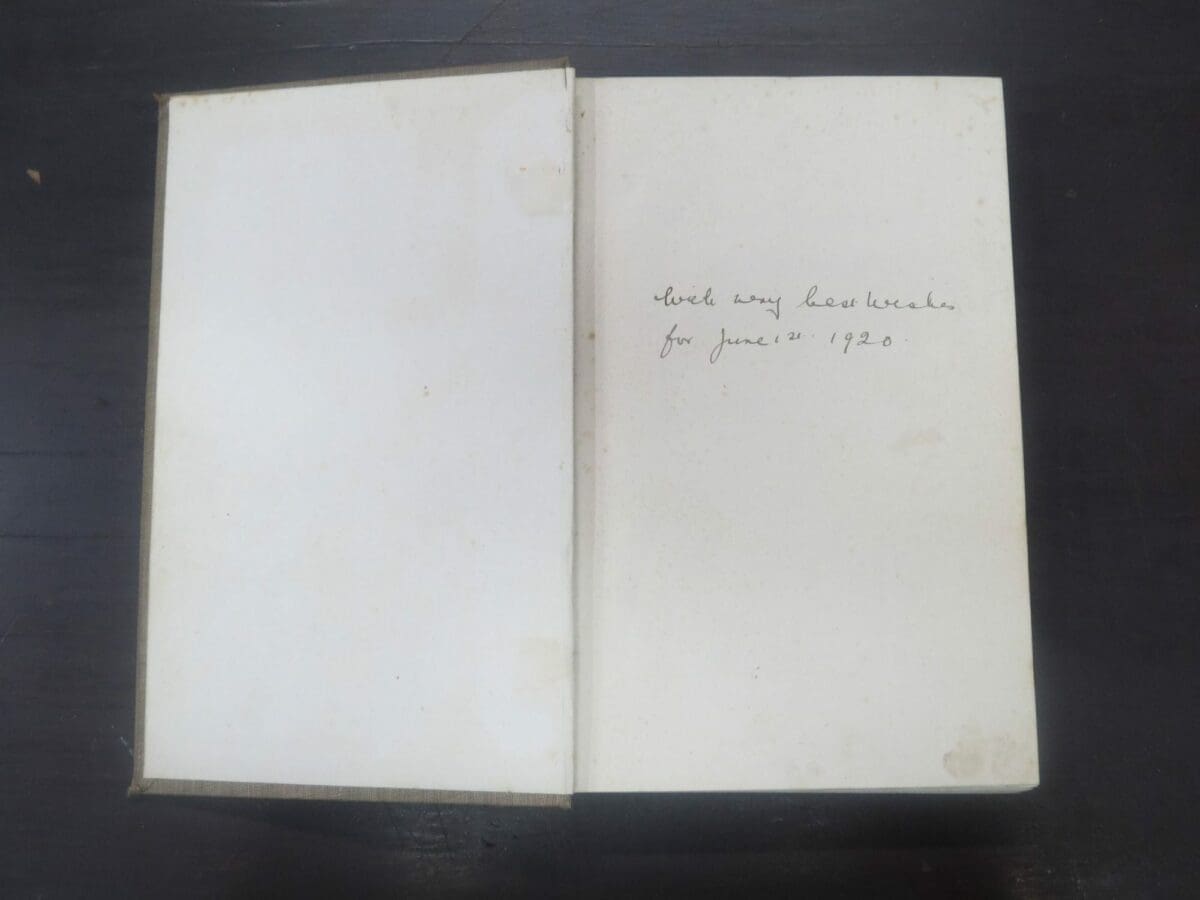 With very best wishes
for June 1st. 1920.